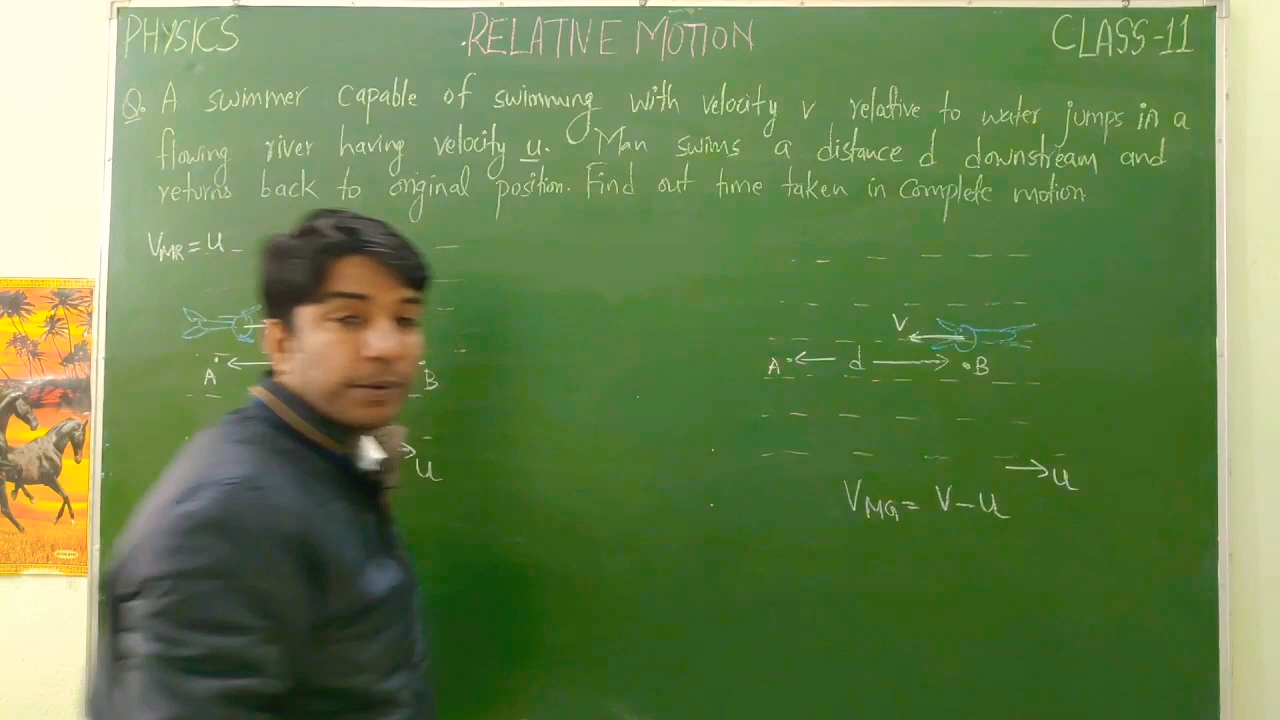 PHYSICS
RELATIVE MOTION
CLASS-11
Q. A swimmer capable of swimming with velocity v relative to water jumps in a
flowing river having velocity u. Man swims a distance d downstream and
returns back to original position. Find out time taken in complete motion
VMR = u
V
A
B
A d B
u
u
VMG = V-u